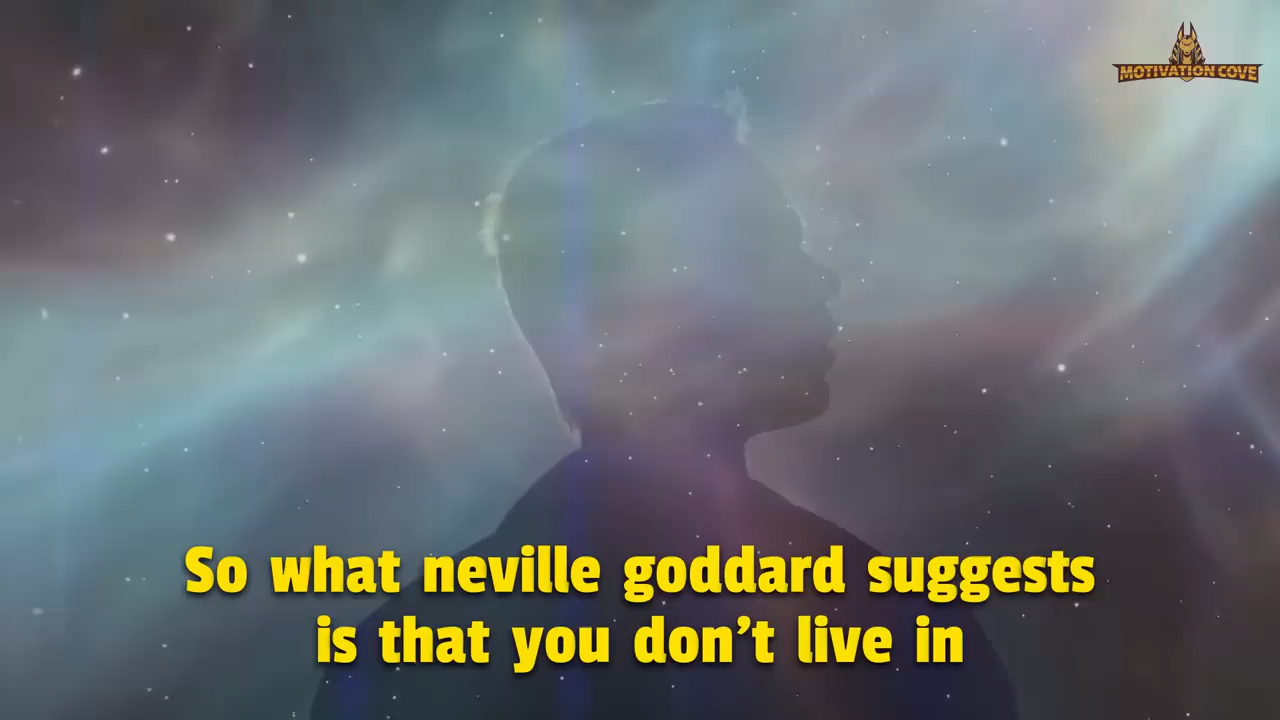 MOTIVATION COVE
So what neville goddard suggests
is that you don't live in